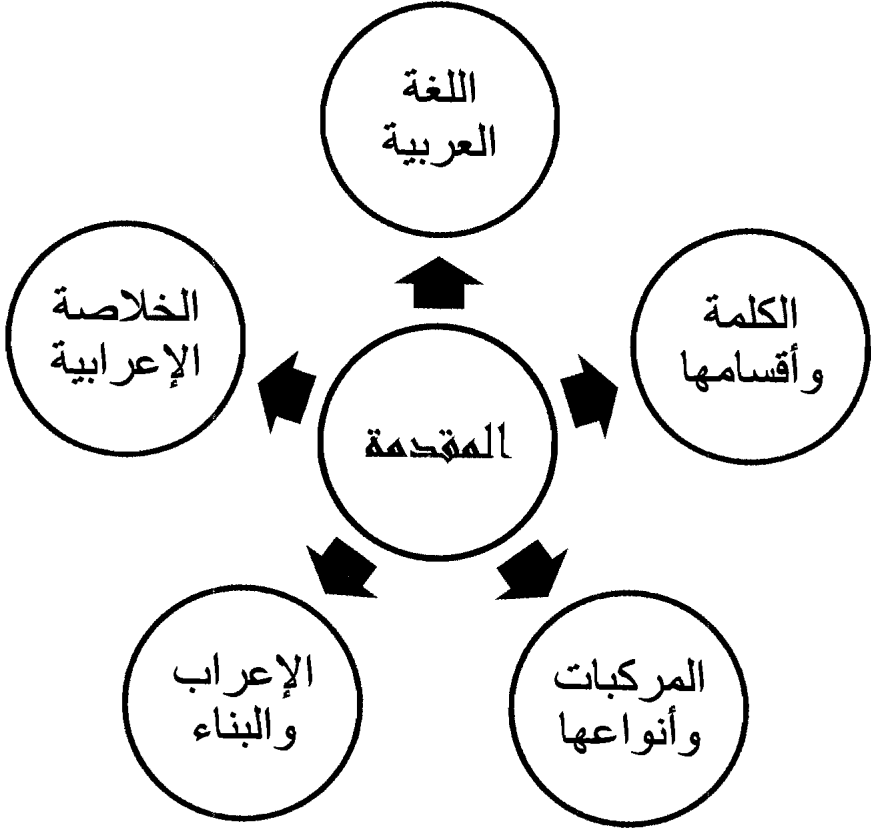 اللغة
العربية
الكلمة
وأقسامها
المركبات
وأنواعها
الإعراب
والبناء
الخلاصة
الإعرابية
المقدمة